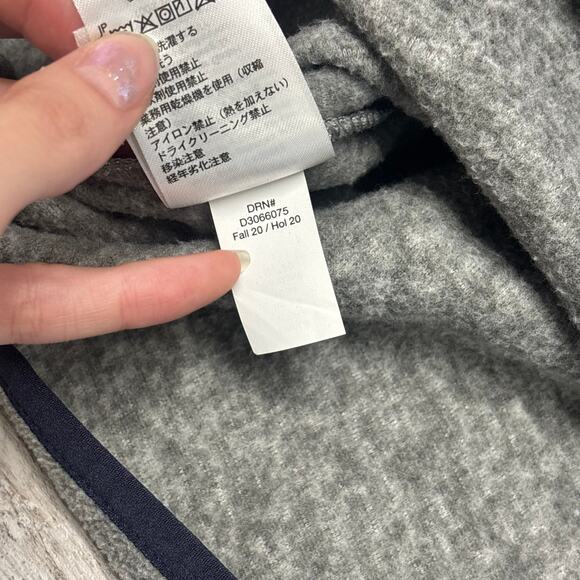 洗濯する
洗う
使用禁止
剤使用禁止
業務用乾燥機を使用（収縮
注意）
アイロン禁止（熱を加えない）
ドライクリーニング禁止
移染注意
経年劣化注意
DRN#
D3066075
Fall 20 / Hol 20